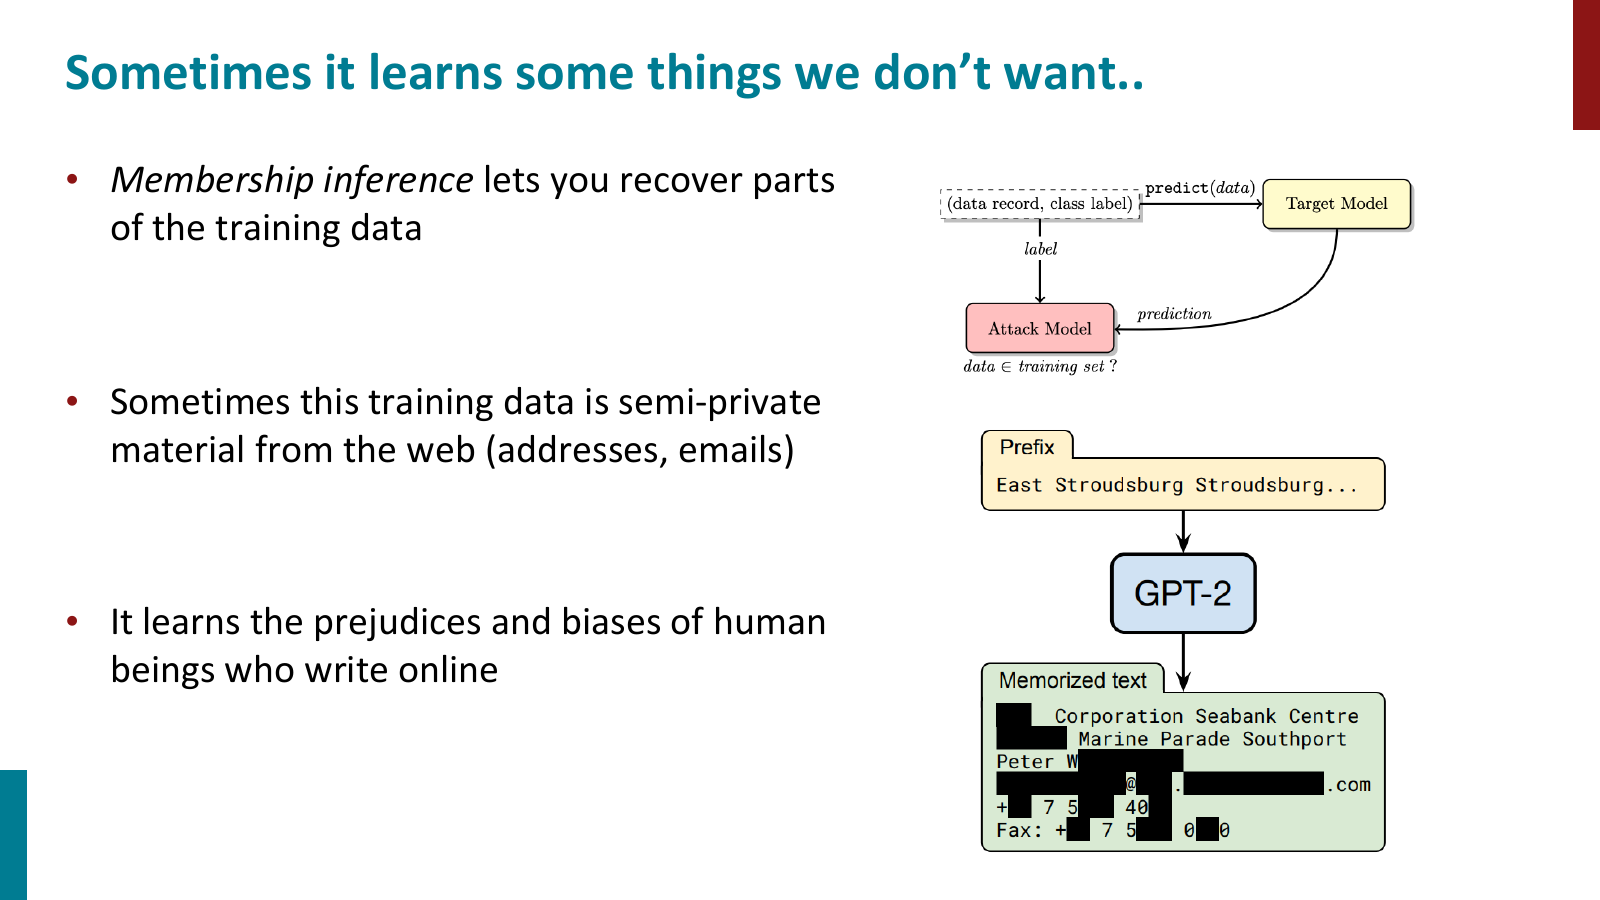 Sometimes it learns some things we don’t want..
• Membership inference lets you recover parts
of the training data
• Sometimes this training data is semi-private
material from the web (addresses, emails)
• It learns the prejudices and biases of human
beings who write online
(data record, class label)
predict(data)
Target Model
label
prediction
Attack Model
data ∈ training set ?
Prefix
East Stroudsburg Stroudsburg...
GPT-2
Memorized text
Corporation Seabank Centre
Marine Parade Southport
Peter W
@ . .com
+ 7 5 40
Fax: + 7 5 0 0